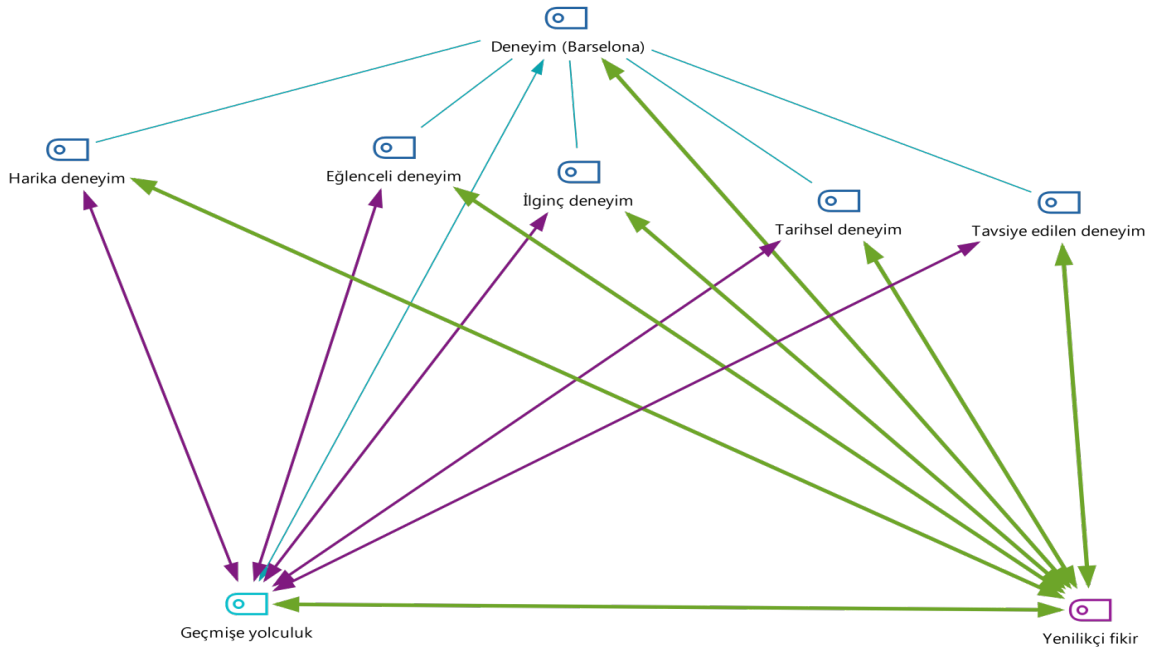 Deneyim (Barselona)
Harika deneyim
Eğlenceli deneyim
İlginç deneyim
Tarihsel deneyim
Tavsiye edilen deneyim
Geçmişe yolculuk
Yenilikçi fikir